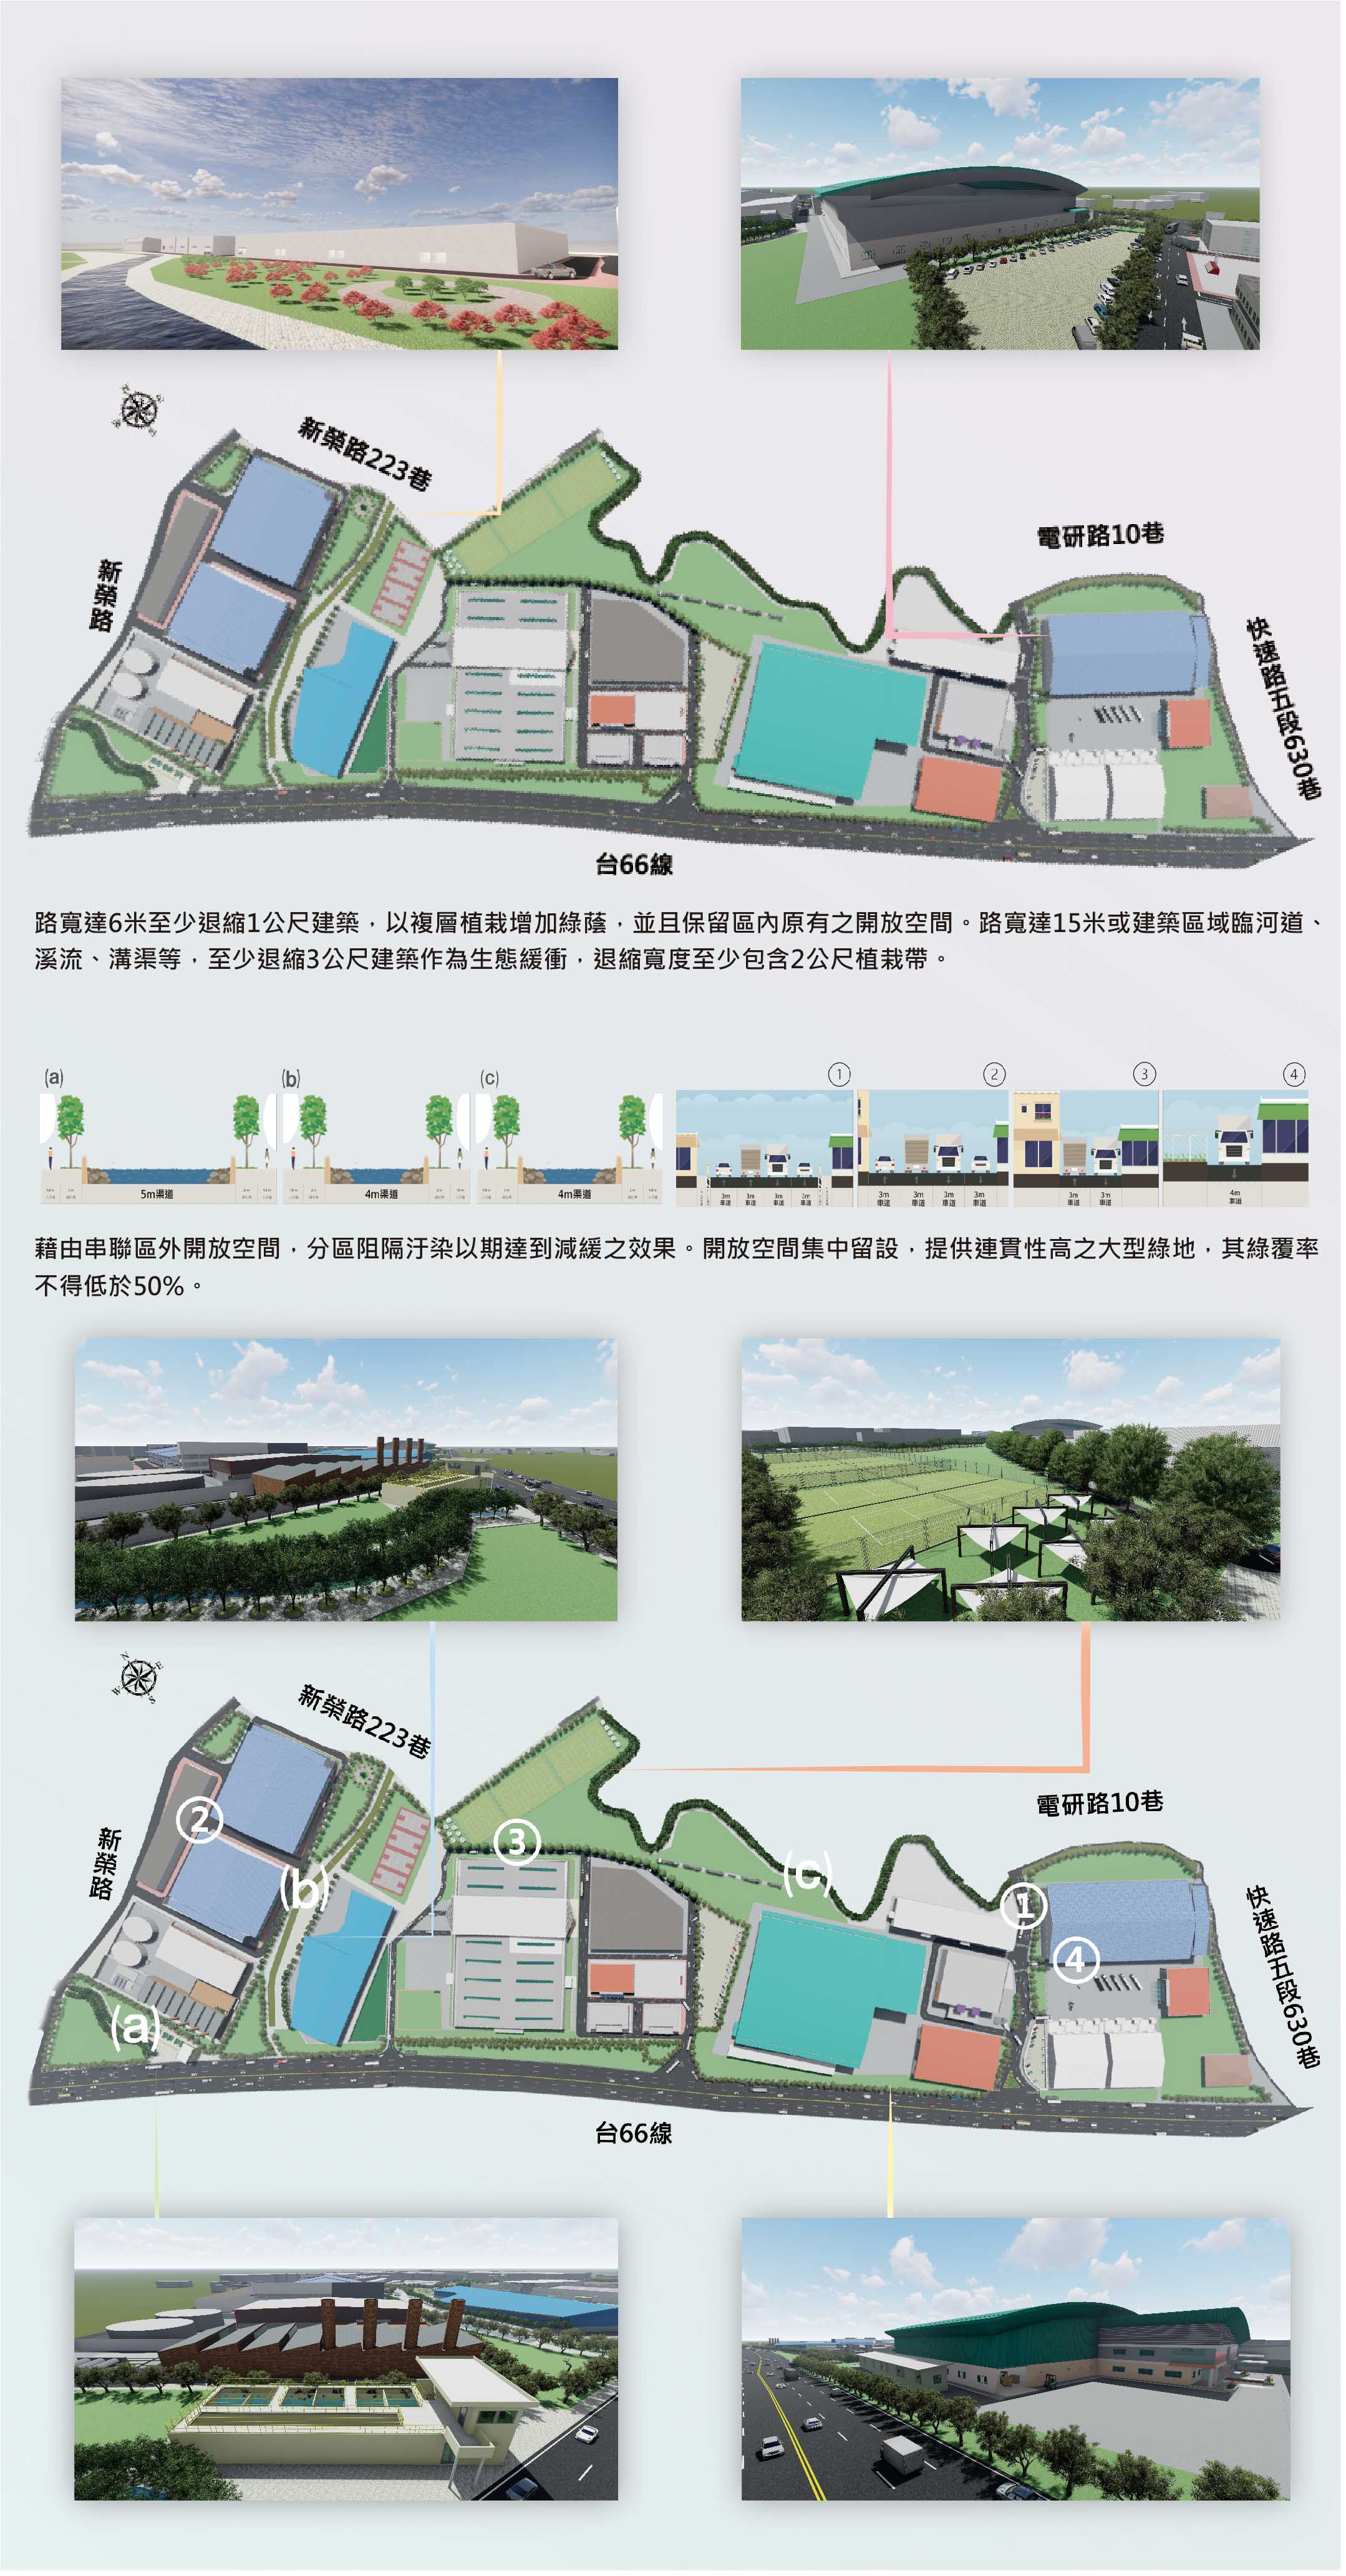 新榮路223巷
電研路10巷
新榮路
快速路五段630巷
台66線
路寬達6米至少退縮1公尺建築，以複層植栽增加綠蔭，並且保留區內原有之開放空間。路寬達15米或建築區域臨河道、
溪流、溝渠等，至少退縮3公尺建築作為生態緩衝，退縮寬度至少包含2公尺植栽帶。
(a) (b) (c) ① ② ③ ④
5m渠道 4m渠道 4m渠道
3m 3m 3m 3m 3m 3m 3m 3m 3m 3m 4m
車道 車道 車道 車道 車道 車道 車道 車道 車道 車道 車道
藉由串聯區外開放空間，分區阻隔汙染以期達到減緩之效果。開放空間集中留設，提供連貫性高之大型綠地，其綠覆率
不得低於50%。
N
E
W
S
新榮路223巷
電研路10巷
②
③
新榮路
(b)
(c)
①
④
快速路五段630巷
(a)
台66線